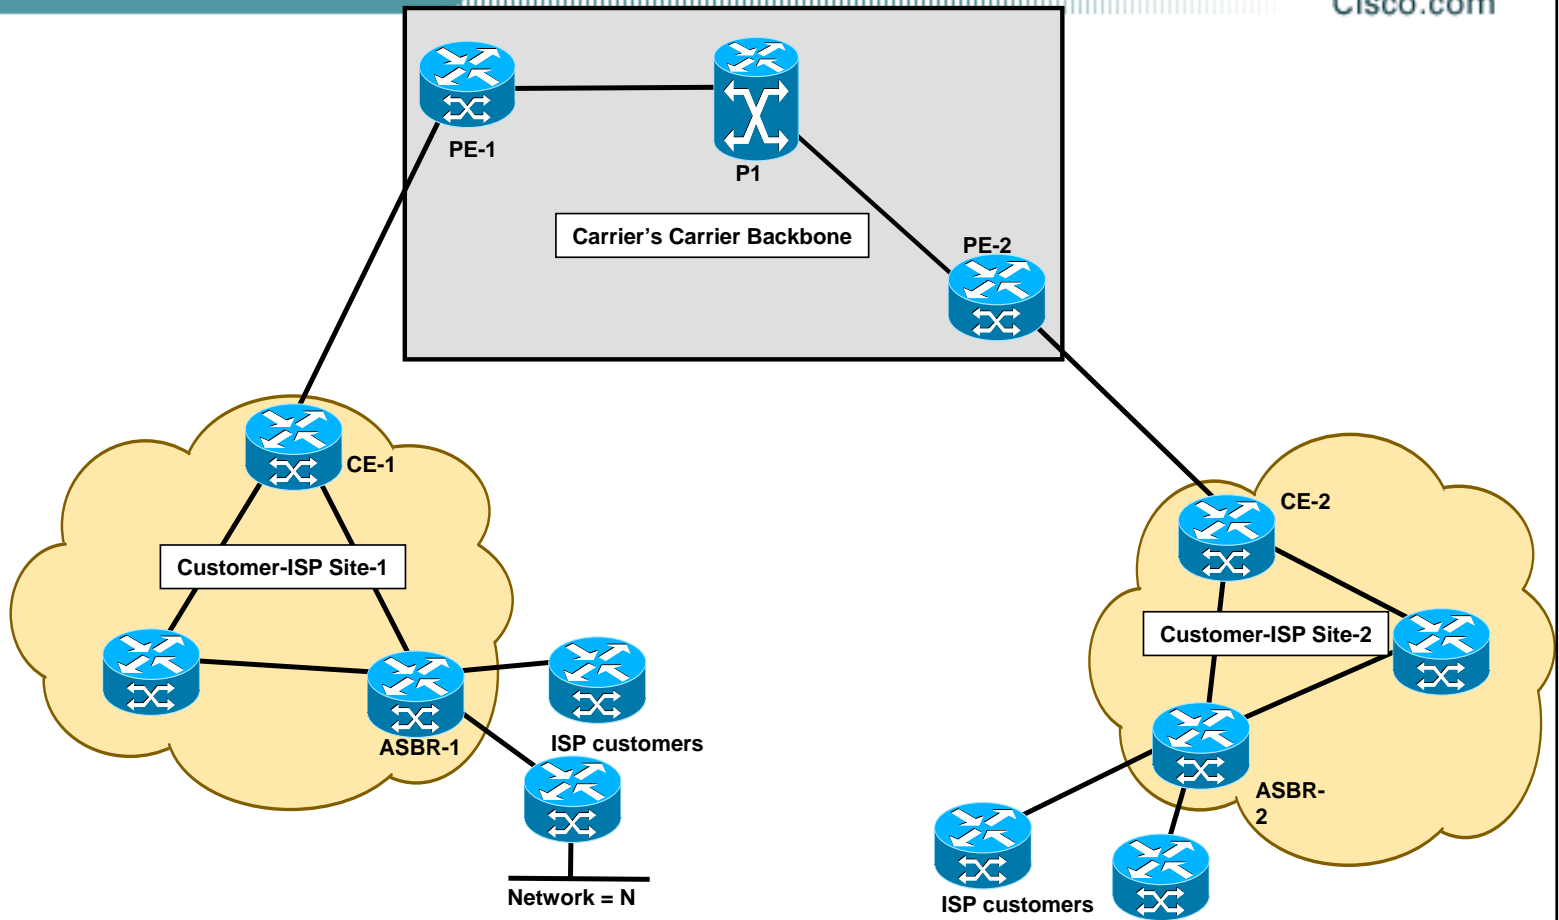 Cisco.com
PE-1
P1
Carrier's Carrier Backbone
PE-2
CE-1
CE-2
Customer-ISP Site-1
Customer-ISP Site-2
ASBR-1
ISP customers
ASBR-
2
Network = N
ISP customers